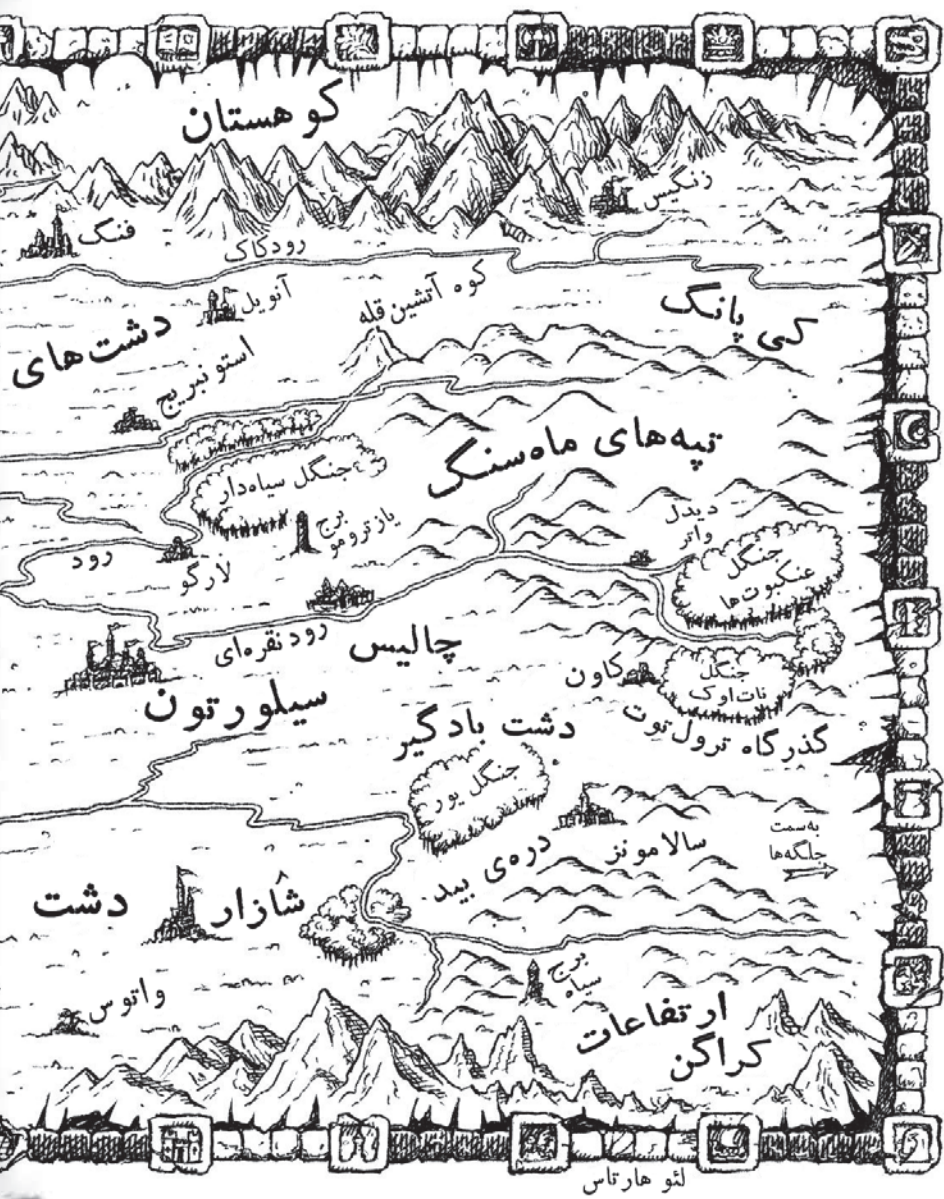 کوهستان
زنگیس
فنگ
رودکاک
آنویل
کوه آتشین قله
کی پانگ
دشت‌های
استونبریج
تپه‌های ماه‌سنگ
جنگل سیاه‌دار
برج
یازترومو
دیدل
واتر
جنگل
عنکبوت‌ها
رود
لارگو
رود نقره‌ای
چالیس
کاون
جنگل
نات‌اوک
سیلورتون
گذرگاه ترول‌توت
دشت بادگیر
جنگل یور
سالامونز
به‌سمت
جلگه‌ها
دره‌ی بید
دشت
شازار
برج
سیاه
واتوس
ارتفاعات
کراگن
لئو هارتاس